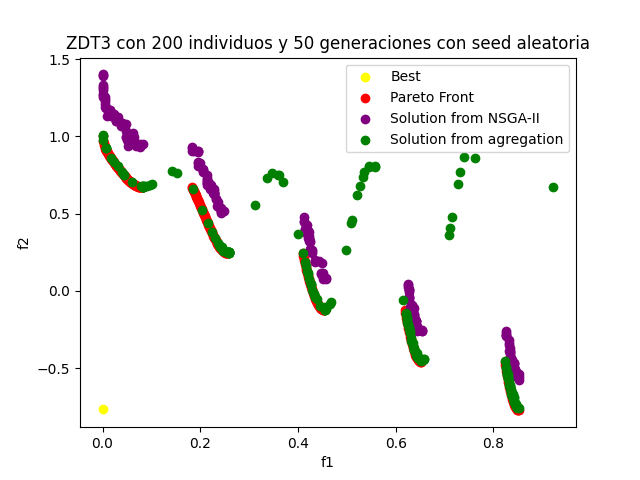 ZDT3 con 200 individuos y 50 generaciones con seed aleatoria
1.5
1.0
0.5
0.0
−0.5
f2
0.0 0.2 0.4 0.6 0.8
f1
Best
Pareto Front
Solution from NSGA-II
Solution from agregation